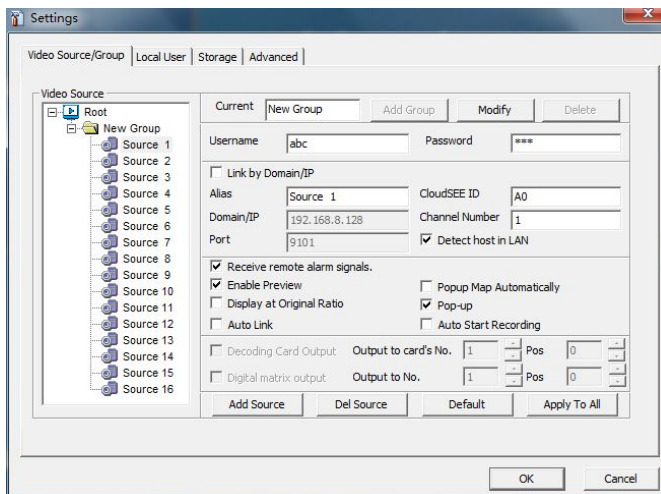 Settings
Video Source/Group Local User Storage Advanced
Video Source
Root
New Group
Source 1
Source 2
Source 3
Source 4
Source 5
Source 6
Source 7
Source 8
Source 9
Source 10
Source 11
Source 12
Source 13
Source 14
Source 15
Source 16
Current New Group Add Group Modify Delete
Username abc Password ***
Link by Domain/IP
Alias Source 1 CloudSEE ID A0
Domain/IP 192.168.8.128 Channel Number 1
Port 9101 Detect host in LAN
Receive remote alarm signals.
Enable Preview Popup Map Automatically
Display at Original Ratio Pop-up
Auto Link Auto Start Recording
Decoding Card Output Output to card's No. 1 Pos 0
Digital matrix output Output to No. 1 Pos 0
Add Source Del Source Default Apply To All
OK Cancel